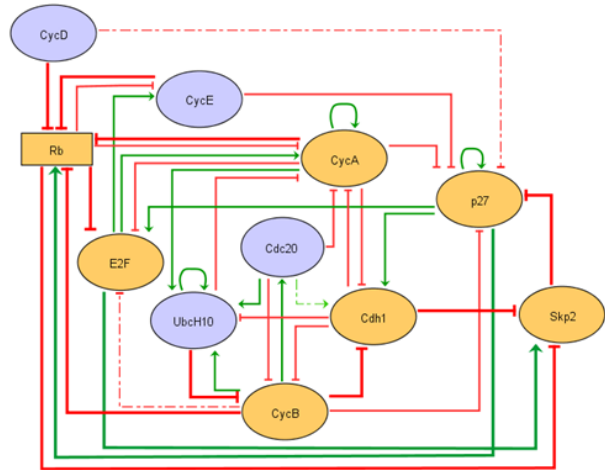 CycD
CycE
Rb
CycA
p27
E2F
Cdc20
UbcH10
Cdh1
Skp2
CycB